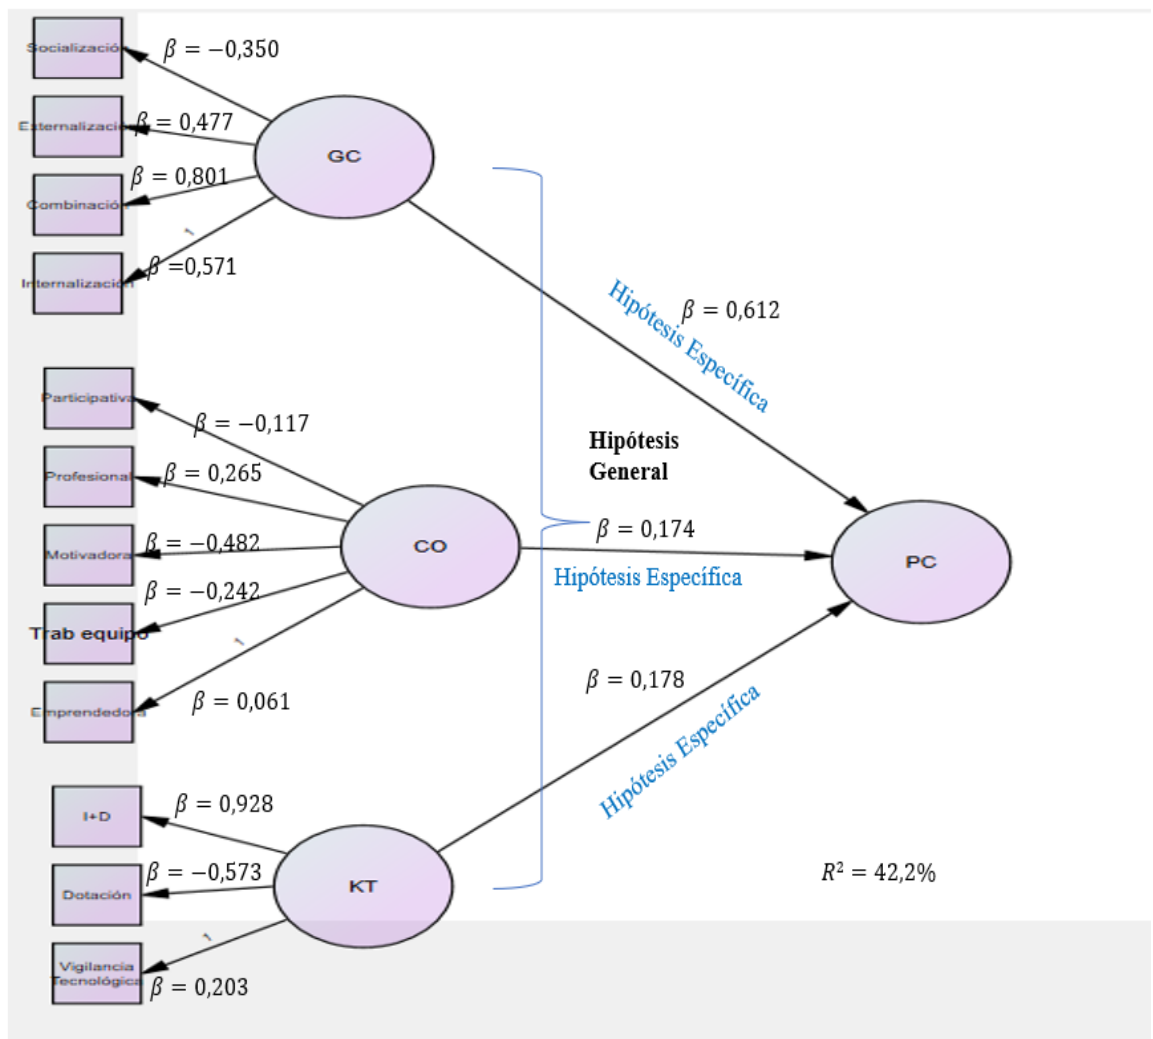 Socialización
β = −0,350
Externalización
β = 0,477
GC
β = 0,801
Combinación
1
Internalización
β =0,571
Hipótesis Específica
β = 0,612
Participativa
β = −0,117
Hipótesis
General
Profesional
β = 0,265
Motivadora
β = −0,482
CO
β = 0,174
PC
Hipótesis Específica
β = −0,242
Trab equipo
1
β = 0,178
Emprendedora
β = 0,061
Hipótesis Específica
I+D
β = 0,928
Dotación
β = −0,573
KT
R² = 42,2%
1
Vigilancia
Tecnológica
β = 0,203